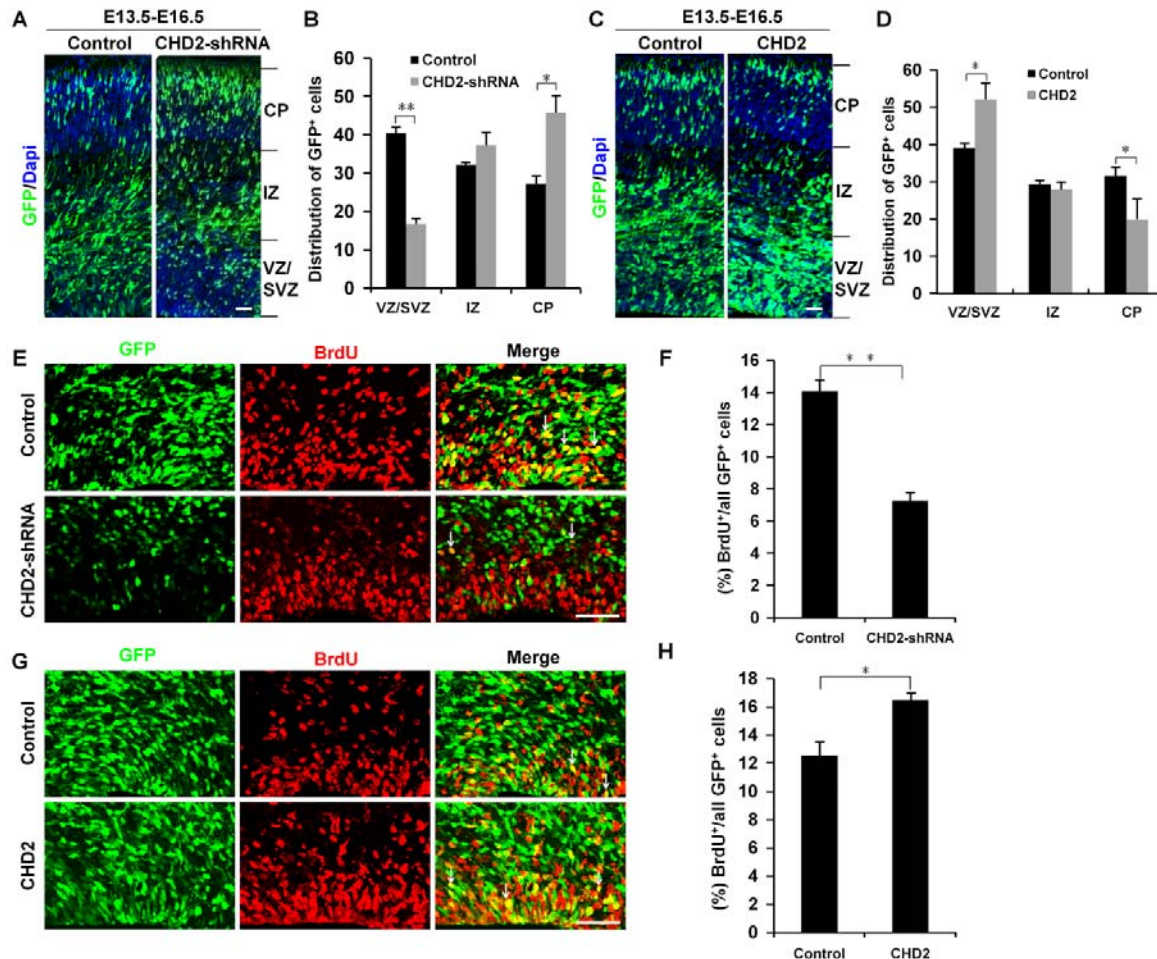 A
E13.5-E16.5
Control CHD2-shRNA
GFP/Dapi
CP
IZ
VZ/
SVZ
B
Distribution of GFP⁺ cells
60
50
40
30
20
10
0
Control
CHD2-shRNA
**
*
VZ/SVZ IZ CP
C
E13.5-E16.5
Control CHD2
GFP/Dapi
CP
IZ
VZ/
SVZ
D
Distribution of GFP⁺ cells
60
50
40
30
20
10
0
Control
CHD2
*
*
VZ/SVZ IZ CP
E
GFP BrdU Merge
Control
CHD2-shRNA
F
(%) BrdU⁺/all GFP⁺ cells
16
14
12
10
8
6
4
2
0
* *
Control CHD2-shRNA
G
GFP BrdU Merge
Control
CHD2
H
(%) BrdU⁺/all GFP⁺ cells
18
16
14
12
10
8
6
4
2
0
*
Control CHD2